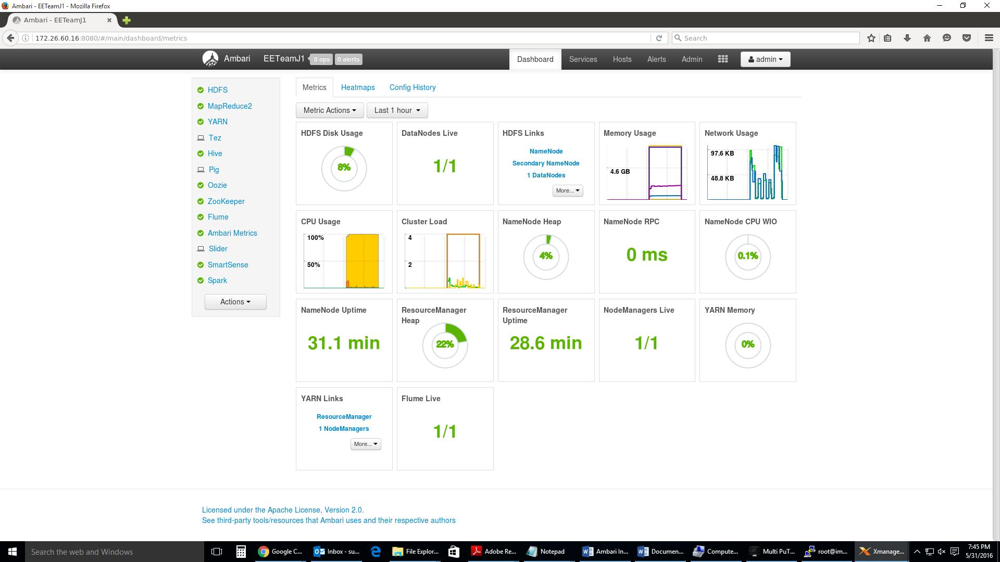 Ambari - EETeamJ1 - Mozilla Firefox
Ambari - EETeamJ1
172.26.60.16:8080/#/main/dashboard/metrics
Search
Ambari EETeamJ1 0 ops 0 alerts Dashboard Services Hosts Alerts Admin admin
HDFS
MapReduce2
YARN
Tez
Hive
Pig
Oozie
ZooKeeper
Flume
Ambari Metrics
Slider
SmartSense
Spark
Actions
Metrics Heatmaps Config History
Metric Actions Last 1 hour
HDFS Disk Usage
8%
DataNodes Live
1/1
HDFS Links
NameNode
Secondary NameNode
1 DataNodes
More...
Memory Usage
4.6 GB
Network Usage
97.6 KB
48.8 KB
CPU Usage
100%
50%
Cluster Load
4
2
NameNode Heap
4%
NameNode RPC
0 ms
NameNode CPU WIO
0.1%
NameNode Uptime
31.1 min
ResourceManager
Heap
22%
ResourceManager
Uptime
28.6 min
NodeManagers Live
1/1
YARN Memory
0%
YARN Links
ResourceManager
1 NodeManagers
More...
Flume Live
1/1
Licensed under the Apache License, Version 2.0.
See third-party tools/resources that Ambari uses and their respective authors
Search the web and Windows
Google C...
Inbox - su...
File Explor...
Adobe Re...
Notepad
Ambari In...
Documen...
Compute...
Multi PuT...
root@im...
Xmanage...
7:45 PM
5/31/2016